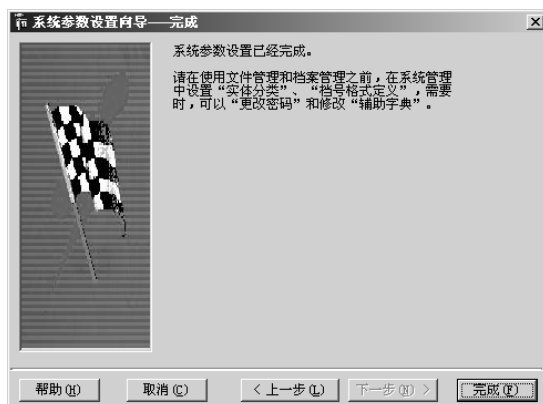 系统参数设置向导——完成
系统参数设置已经完成。
请在使用文件管理和档案管理之前，在系统管理
中设置“实体分类”、“档号格式定义”，需要
时，可以“更改密码”和修改“辅助字典”。
帮助(H) 取消(C) <上一步(L) 下一步(N)> 完成(F)